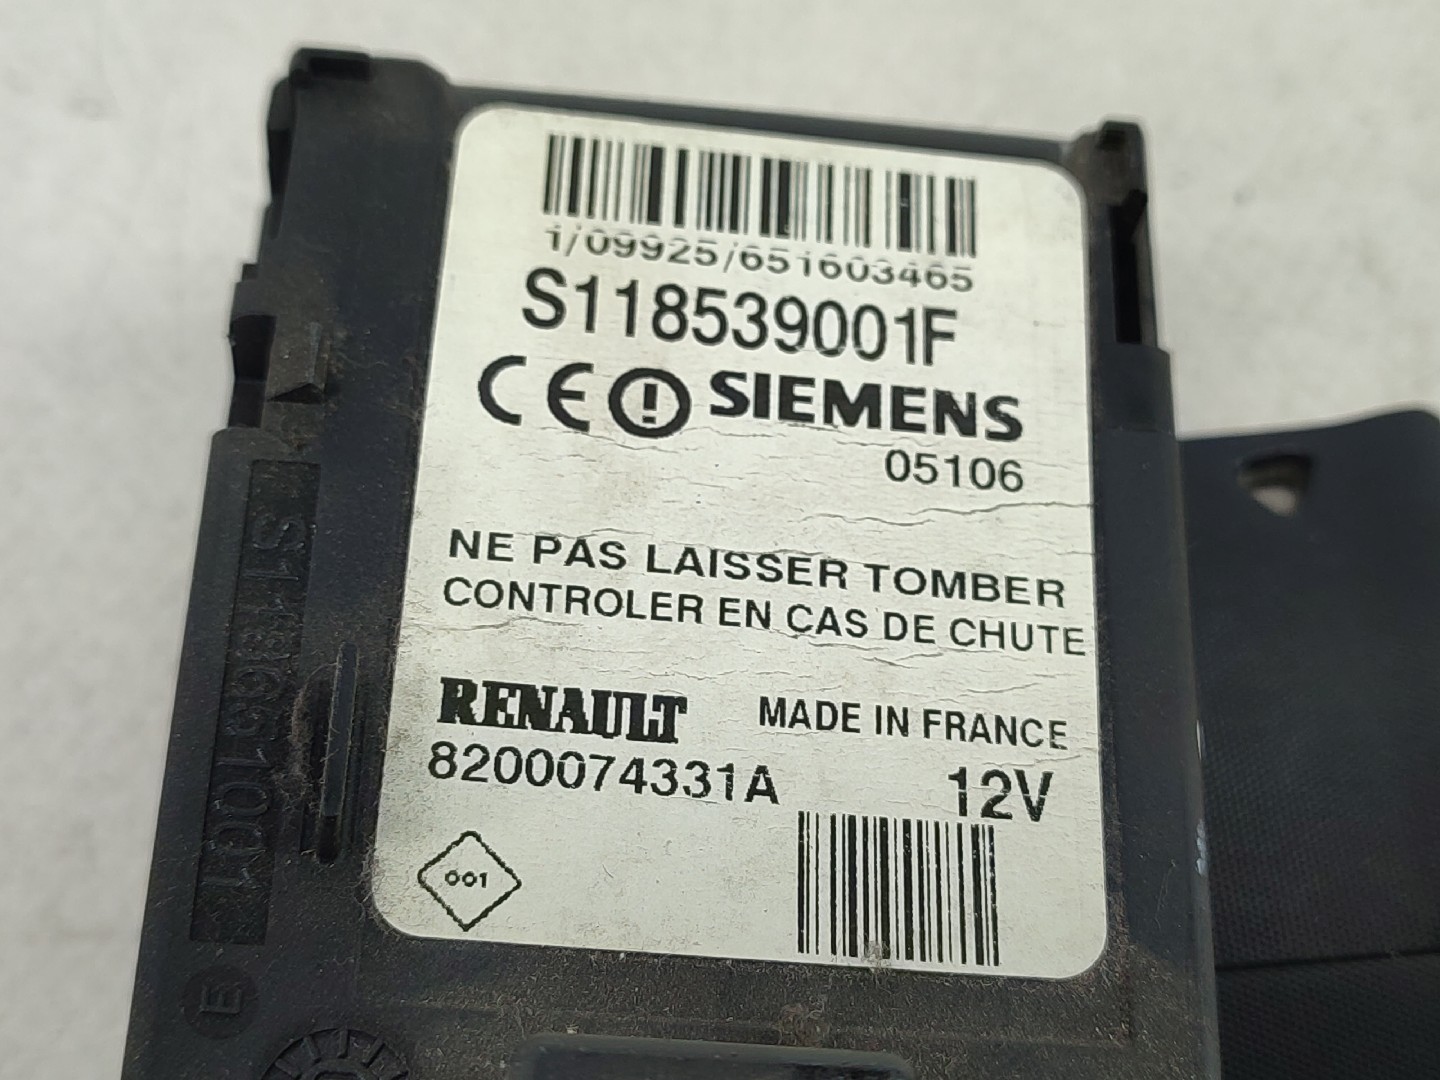 1/09925/651603465
S118539001F
CE ! SIEMENS
05106
NE PAS LAISSER TOMBER
CONTROLER EN CAS DE CHUTE
RENAULT MADE IN FRANCE
8200074331A 12V
001
E